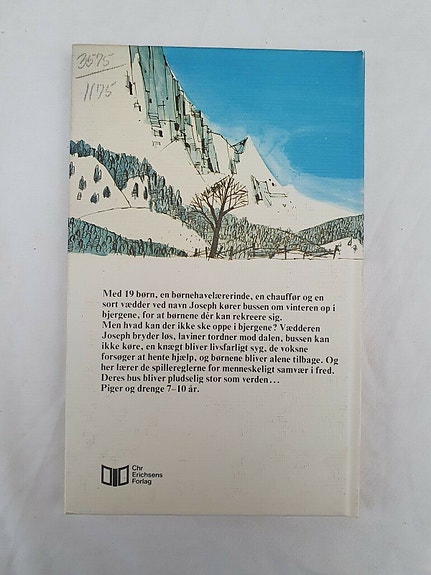 3575
1175
Med 19 børn, en børnehavelærerinde, en chauffør og en
sort vædder ved navn Joseph kører bussen om vinteren op i
bjergene, for at børnene dér kan rekreere sig.
Men hvad kan der ikke ske oppe i bjergene? Vædderen
Joseph bryder løs, laviner tordner mod dalen, bussen kan
ikke køre, en knægt bliver livsfarligt syg, de voksne
forsøger at hente hjælp, og børnene bliver alene tilbage. Og
her lærer de spillereglerne for menneskeligt samvær i fred.
Deres bus bliver pludselig stor som verden...
Piger og drenge 7–10 år.
Chr
Erichsens
Forlag